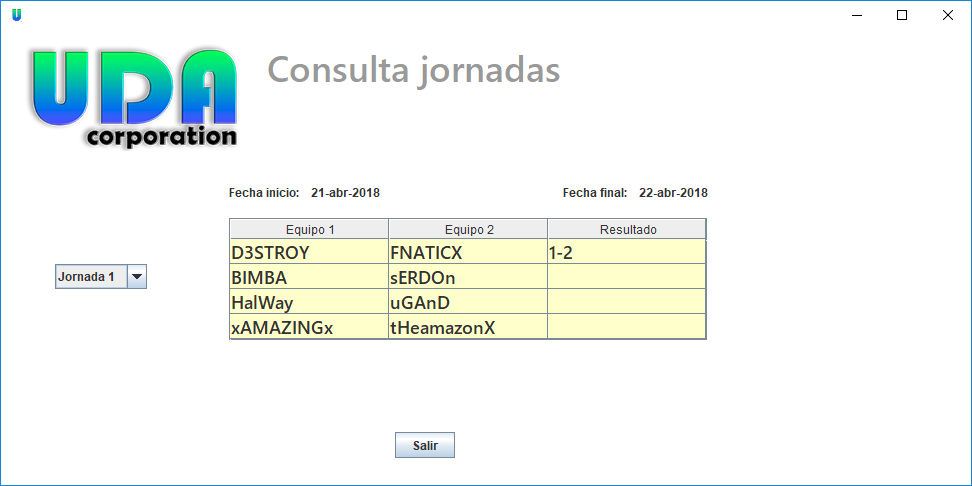 U
UDA
corporation
Consulta jornadas
Fecha inicio: 21-abr-2018 Fecha final: 22-abr-2018
Equipo 1 Equipo 2 Resultado
D3STROY FNATICX 1-2
BIMBA sERDOn
HalWay uGAnD
xAMAZINGx tHeamazonX
Jornada 1
Salir